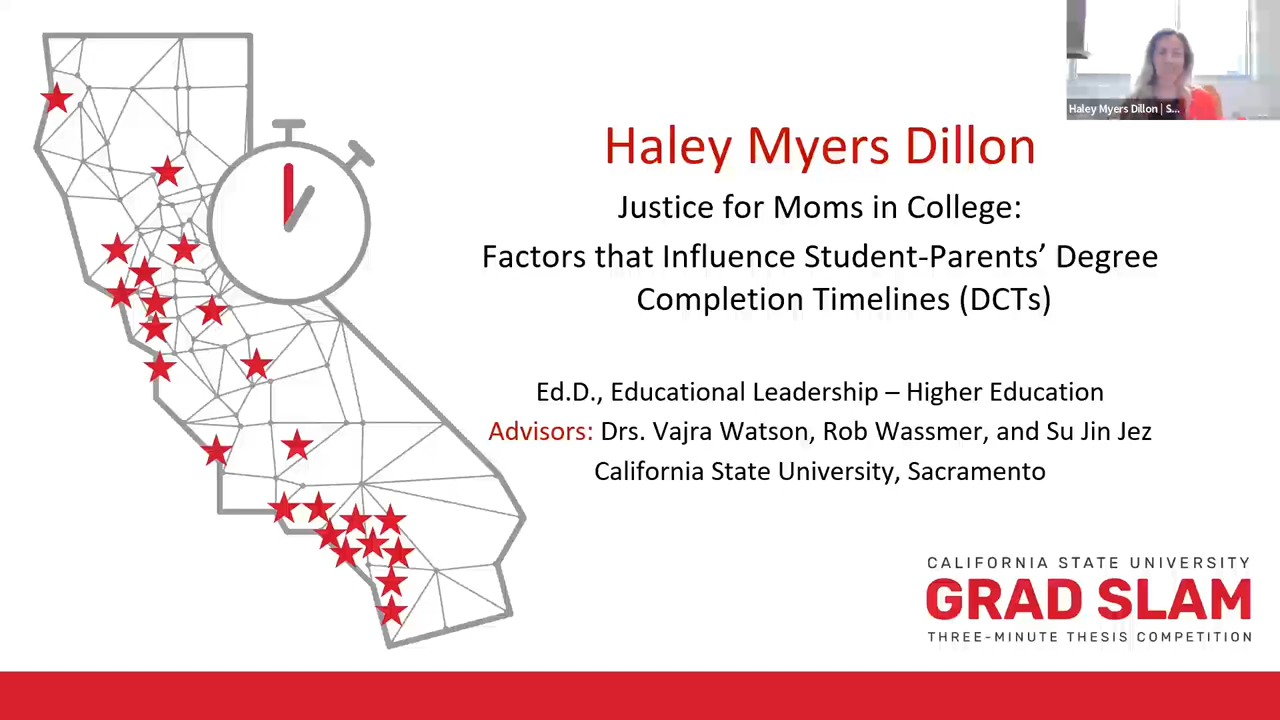 Haley Myers Dillon | S...
Haley Myers Dillon
Justice for Moms in College:
Factors that Influence Student-Parents’ Degree
Completion Timelines (DCTs)
Ed.D., Educational Leadership – Higher Education
Advisors: Drs. Vajra Watson, Rob Wassmer, and Su Jin Jez
California State University, Sacramento
CALIFORNIA STATE UNIVERSITY
GRAD SLAM
THREE-MINUTE THESIS COMPETITION